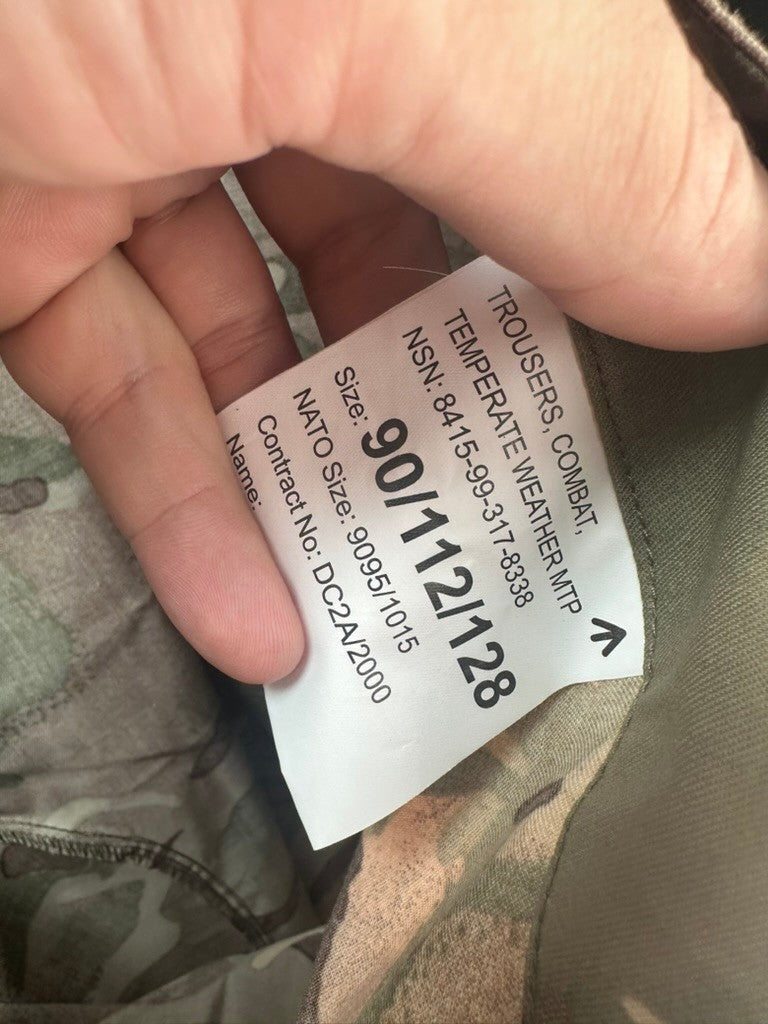 TROUSERS, COMBAT,
TEMPERATE WEATHER MTP
NSN: 8415-99-317-8338
Size: 90/112/128
NATO Size: 9095/1015
Contract No: DC2A/2000
Name: